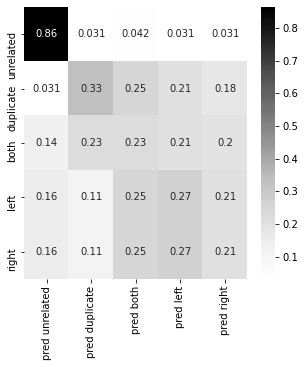 unrelated 0.86 0.031 0.042 0.031 0.031
duplicate 0.031 0.33 0.25 0.21 0.18
both 0.14 0.23 0.23 0.21 0.2
left 0.16 0.11 0.25 0.27 0.21
right 0.16 0.11 0.25 0.27 0.21
pred unrelated
pred duplicate
pred both
pred left
pred right
0.8
0.7
0.6
0.5
0.4
0.3
0.2
0.1